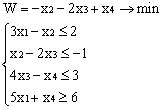 W = -x2 - 2x3 + x4 → min
3x1 - x2 ≤ 2
x2 - 2x3 ≤ -1
4x3 - x4 ≤ 3
5x1 + x4 ≥ 6